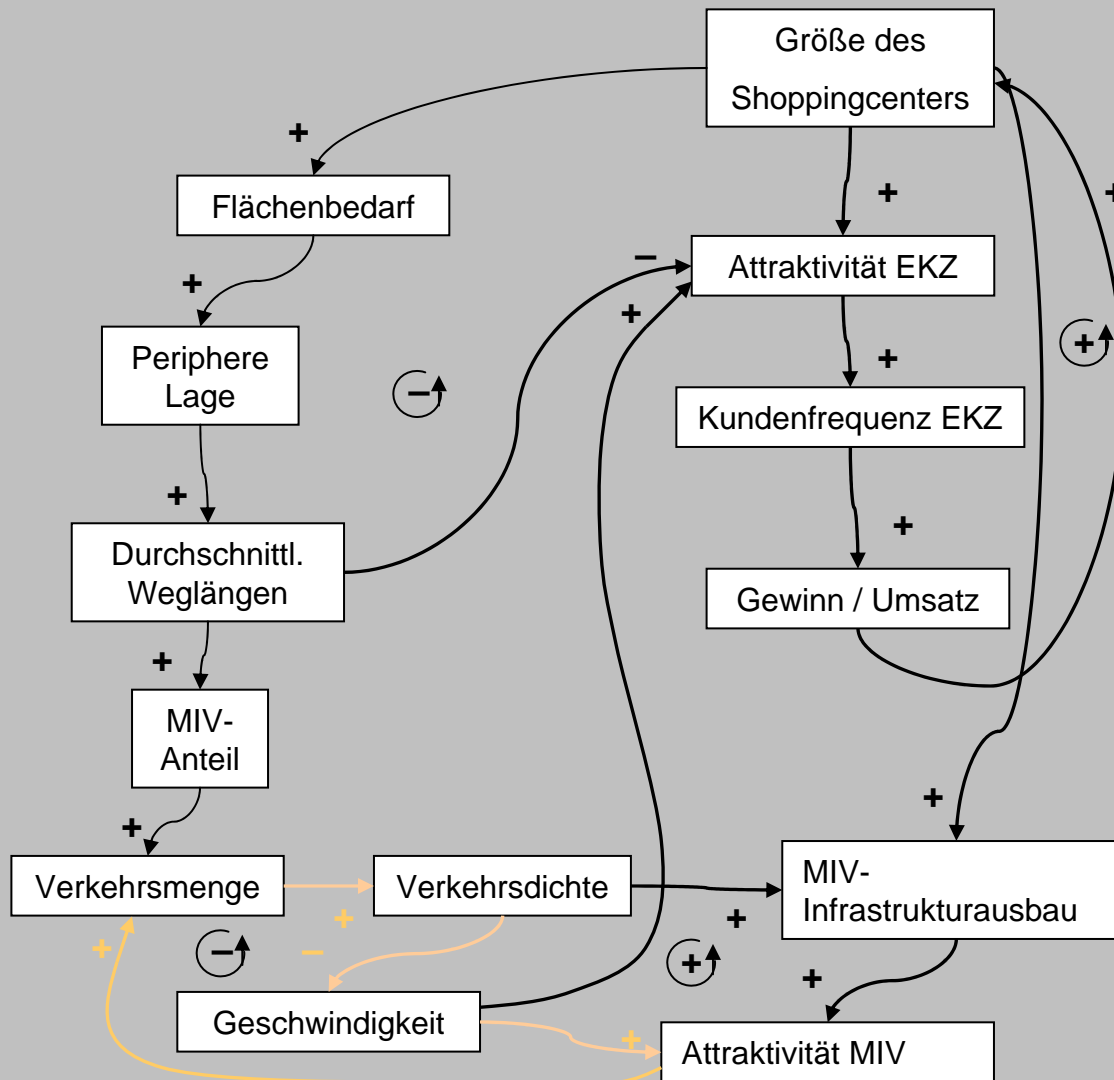 Größe des
Shoppingcenters
+
Flächenbedarf
+
+
−
Attraktivität EKZ
+
+
Periphere
Lage
−
+
+
Kundenfrequenz EKZ
+
+
Durchschnittl.
Weglängen
Gewinn / Umsatz
+
MIV-
Anteil
+
+
Verkehrsmenge
Verkehrsdichte
MIV-
Infrastrukturausbau
+
+
+
−
−
+
+
Geschwindigkeit
+
Attraktivität MIV